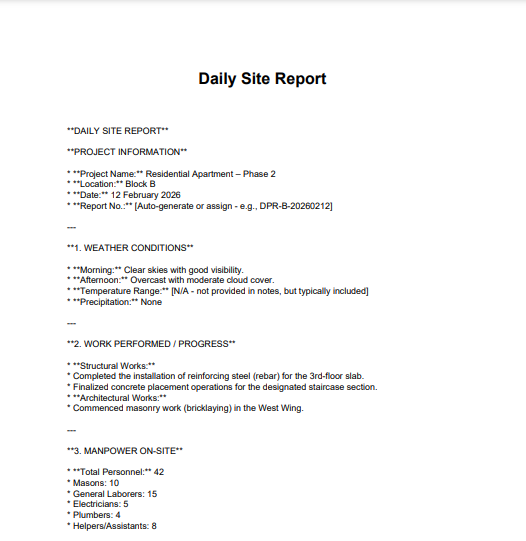 Daily Site Report
**DAILY SITE REPORT**
**PROJECT INFORMATION**
* **Project Name:** Residential Apartment – Phase 2
* **Location:** Block B
* **Date:** 12 February 2026
* **Report No.:** [Auto-generate or assign - e.g., DPR-B-20260212]
---
**1. WEATHER CONDITIONS**
* **Morning:** Clear skies with good visibility.
* **Afternoon:** Overcast with moderate cloud cover.
* **Temperature Range:** [N/A - not provided in notes, but typically included]
* **Precipitation:** None
---
**2. WORK PERFORMED / PROGRESS**
* **Structural Works:**
* Completed the installation of reinforcing steel (rebar) for the 3rd-floor slab.
* Finalized concrete placement operations for the designated staircase section.
* **Architectural Works:**
* Commenced masonry work (bricklaying) in the West Wing.
---
**3. MANPOWER ON-SITE**
* **Total Personnel:** 42
* Masons: 10
* General Laborers: 15
* Electricians: 5
* Plumbers: 4
* Helpers/Assistants: 8